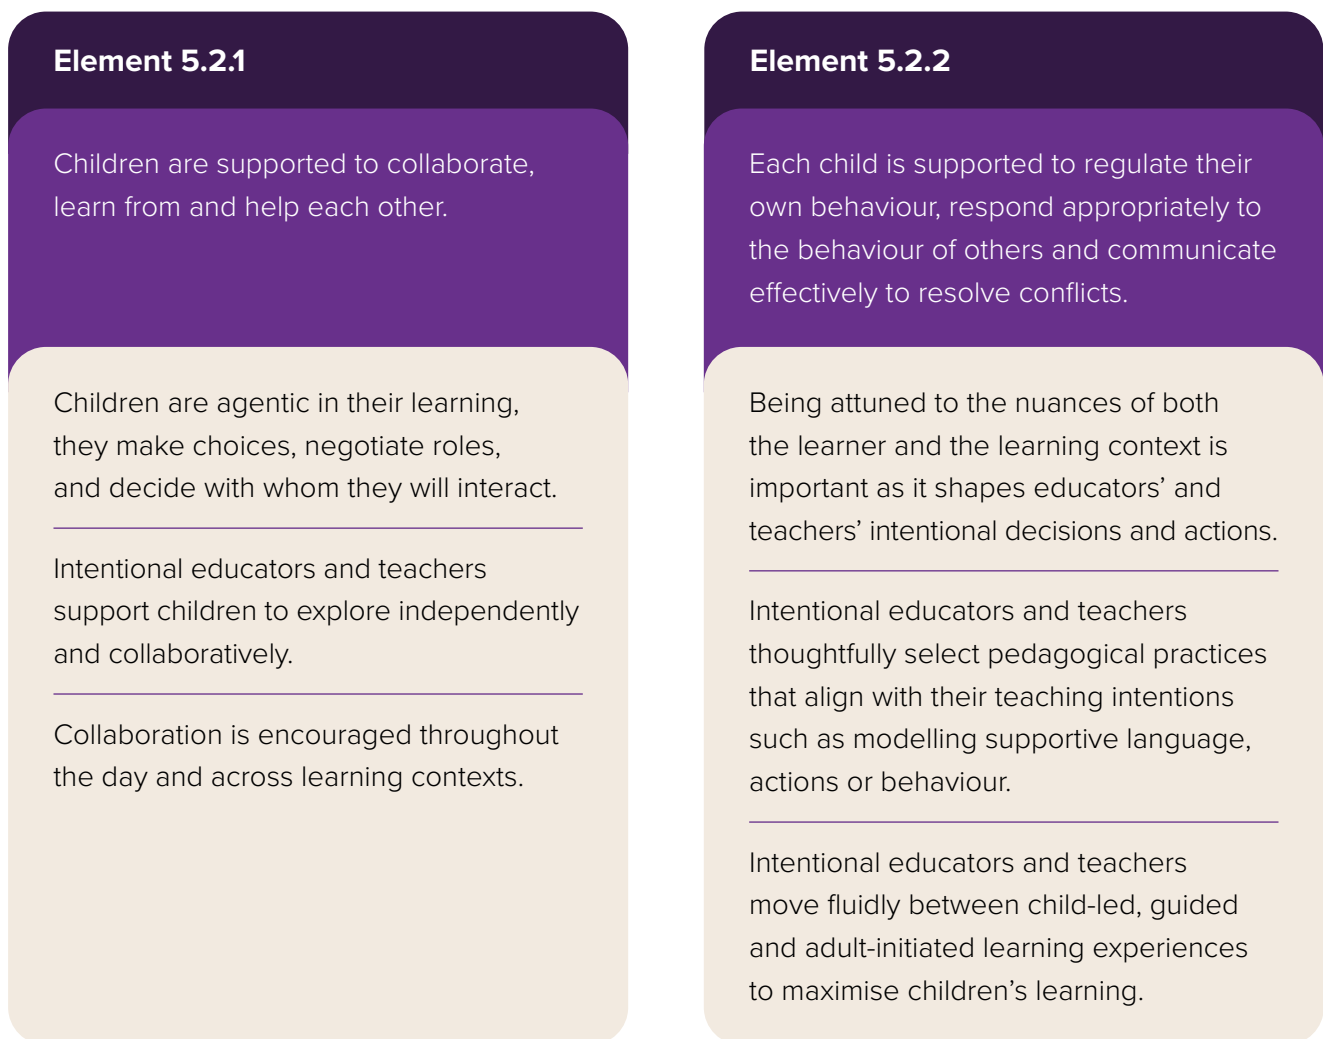 Element 5.2.1
Children are supported to collaborate,
learn from and help each other.
Children are agentic in their learning,
they make choices, negotiate roles,
and decide with whom they will interact.
Intentional educators and teachers
support children to explore independently
and collaboratively.
Collaboration is encouraged throughout
the day and across learning contexts.
Element 5.2.2
Each child is supported to regulate their
own behaviour, respond appropriately to
the behaviour of others and communicate
effectively to resolve conflicts.
Being attuned to the nuances of both
the learner and the learning context is
important as it shapes educators’ and
teachers’ intentional decisions and actions.
Intentional educators and teachers
thoughtfully select pedagogical practices
that align with their teaching intentions
such as modelling supportive language,
actions or behaviour.
Intentional educators and teachers
move fluidly between child-led, guided
and adult-initiated learning experiences
to maximise children’s learning.